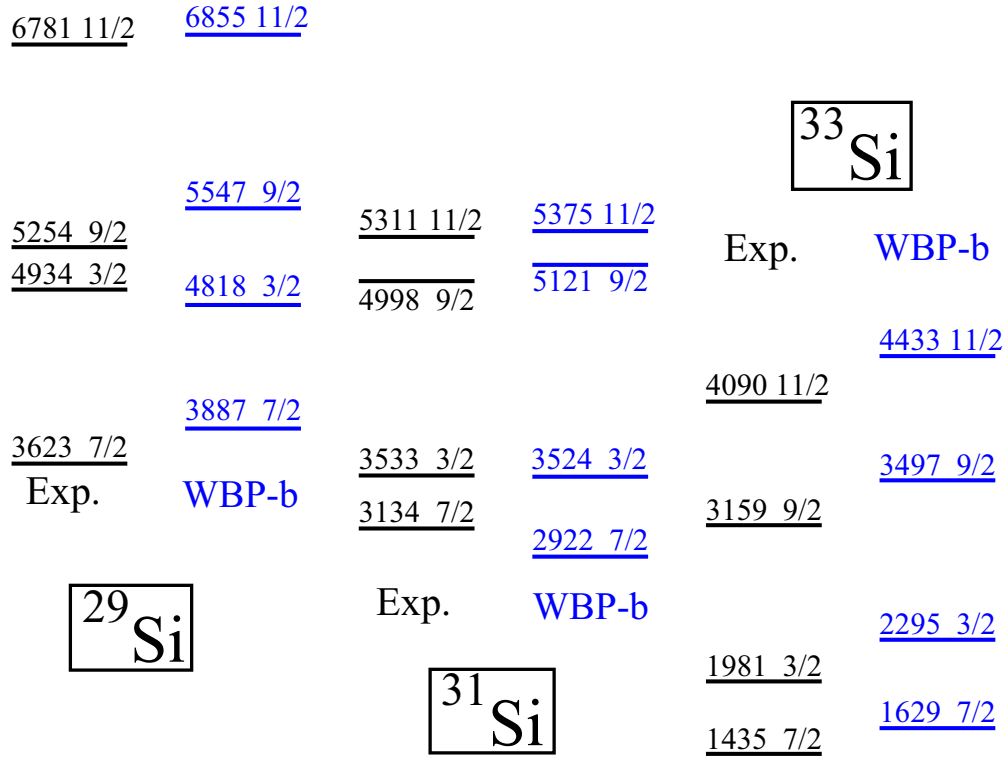 6781 11/2
6855 11/2
5547 9/2
5254 9/2
4934 3/2
4818 3/2
3887 7/2
3623 7/2
Exp.
WBP-b
29Si
5311 11/2
5375 11/2
4998 9/2
5121 9/2
3533 3/2
3524 3/2
3134 7/2
2922 7/2
Exp.
WBP-b
31Si
33Si
Exp.
WBP-b
4433 11/2
4090 11/2
3497 9/2
3159 9/2
2295 3/2
1981 3/2
1629 7/2
1435 7/2